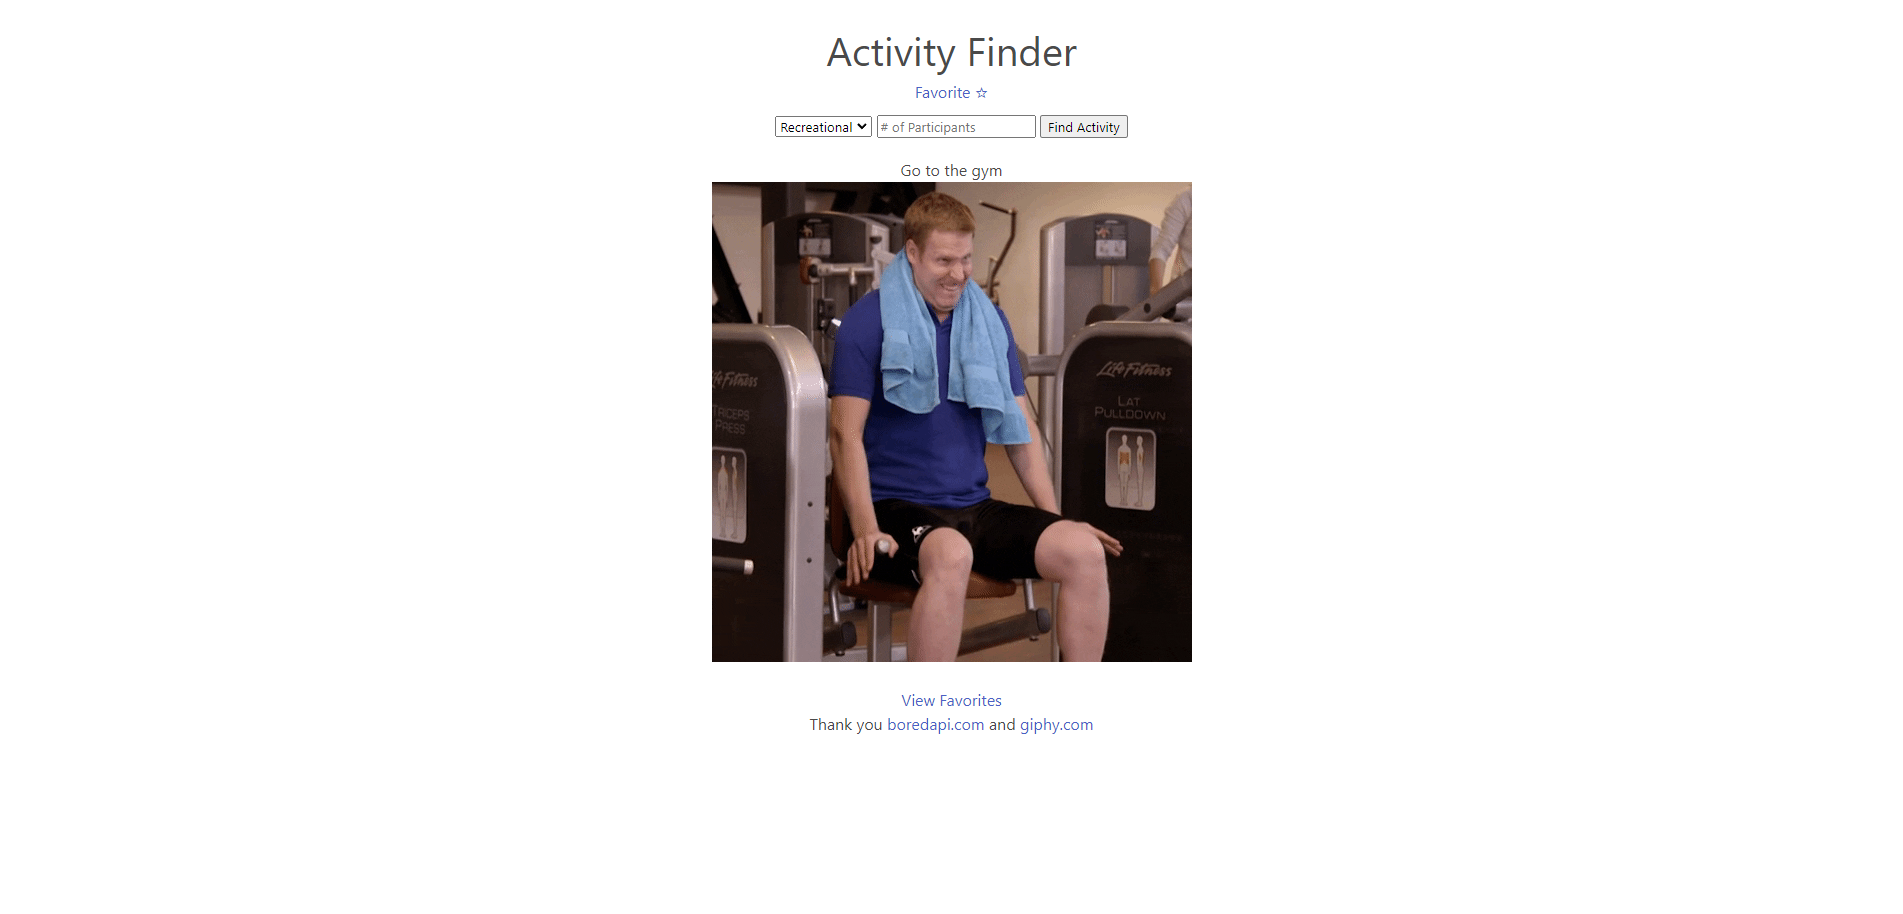 Activity Finder
Favorite ☆
Recreational # of Participants Find Activity
Go to the gym
LifeFitness
TRICEPS
PRESS
LifeFitness
LAT
PULLDOWN
View Favorites
Thank you boredapi.com and giphy.com